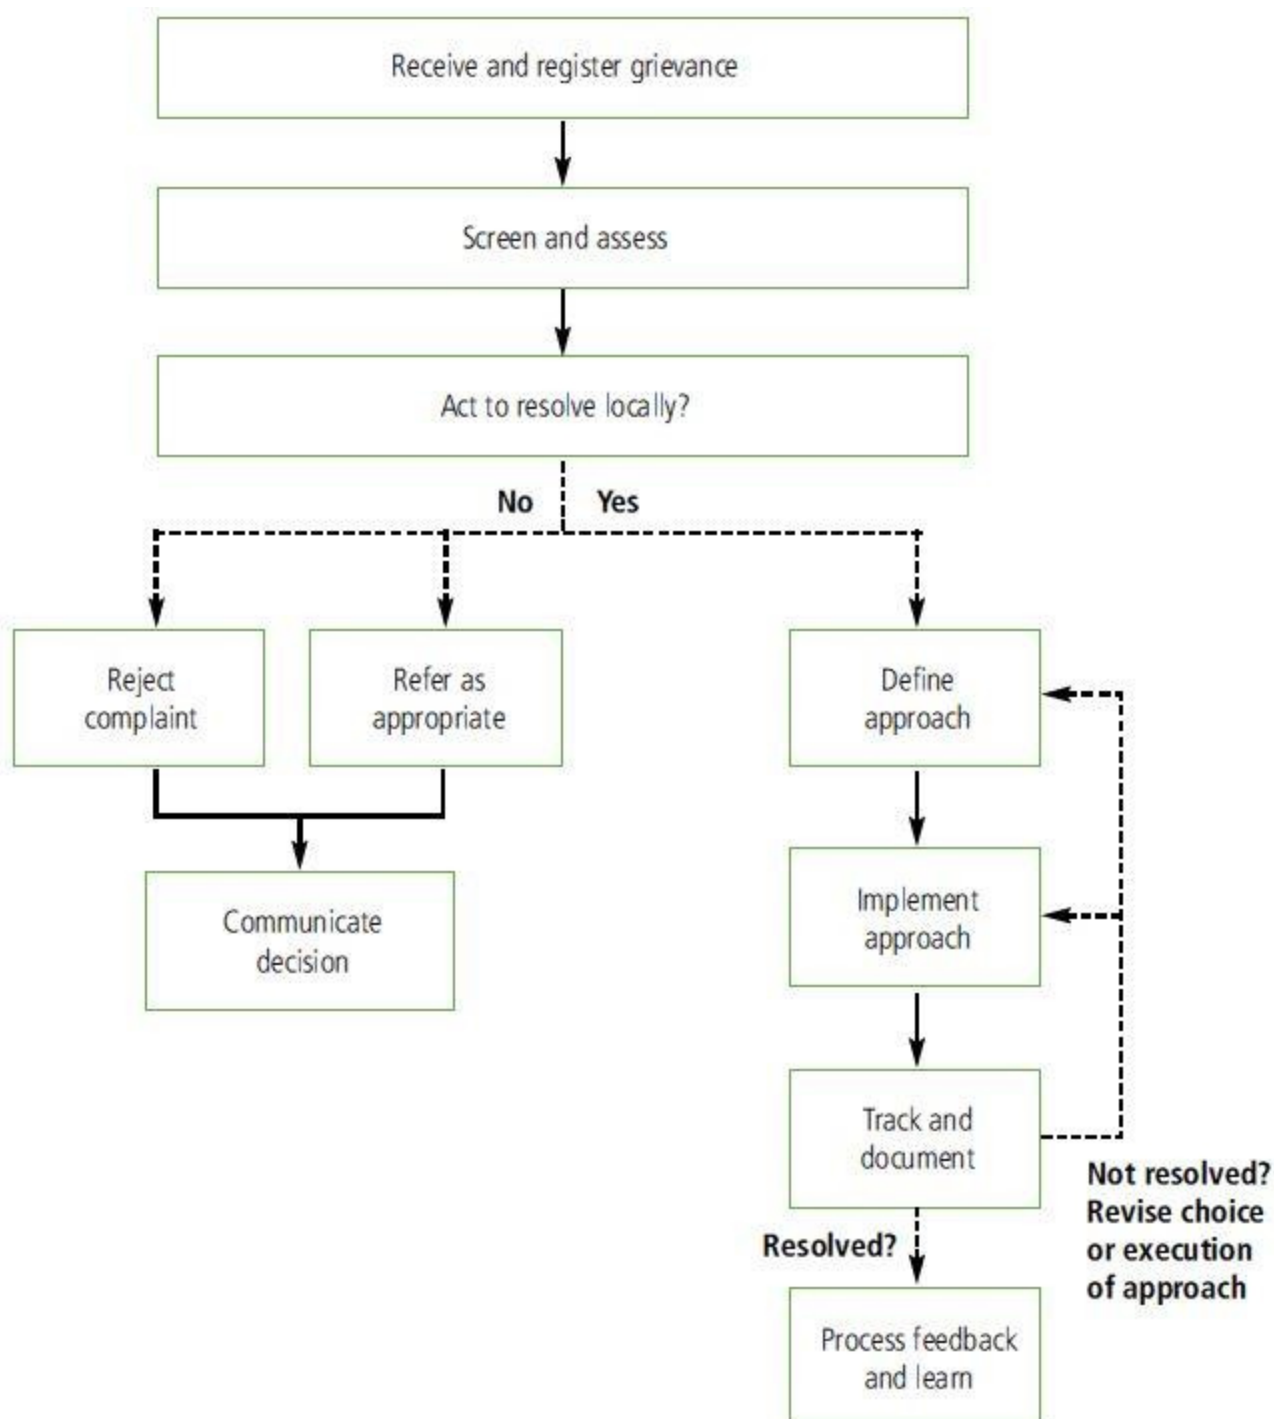 Receive and register grievance
Screen and assess
Act to resolve locally?
No
Yes
Reject
complaint
Refer as
appropriate
Define
approach
Communicate
decision
Implement
approach
Track and
document
Not resolved?
Revise choice
or execution
of approach
Resolved?
Process feedback
and learn